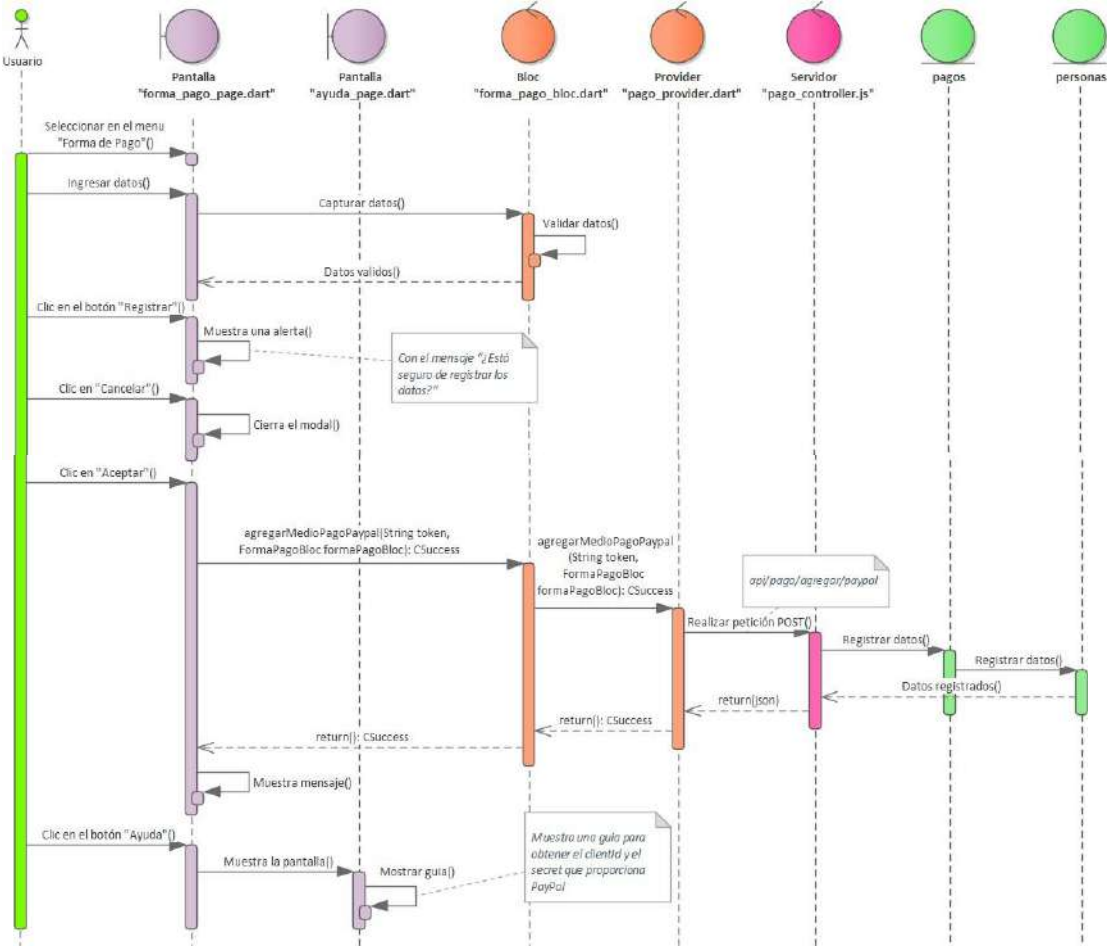 Usuario
Pantalla
"forma_pago_page.dart"
Pantalla
"ayuda_page.dart"
Bloc
"forma_pago_bloc.dart"
Provider
"pago_provider.dart"
Servidor
"pago_controller.js"
pagos
personas
Seleccionar en el menu
"Forma de Pago"()
Ingresar datos()
Capturar datos()
Validar datos()
Datos validos()
Clic en el botón "Registrar"()
Muestra una alerta()
Con el mensaje "¿Está
seguro de registrar los
datos?"
Clic en "Cancelar"()
Cierra el modal()
Clic en "Aceptar"()
agregarMedioPagoPaypal(String token,
FormaPagoBloc formaPagoBloc): CSuccess
agregarMedioPagoPaypal
(String token,
FormaPagoBloc
formaPagoBloc): CSuccess
api/pago/agregar/paypal
Realizar petición POST()
Registrar datos()
Registrar datos()
Datos registrados()
return(json)
return(): CSuccess
return(): CSuccess
Muestra mensaje()
Clic en el botón "Ayuda"()
Muestra la pantalla()
Mostrar guia()
Muestra una guía para
obtener el clientId y el
secret que proporciona
PayPal